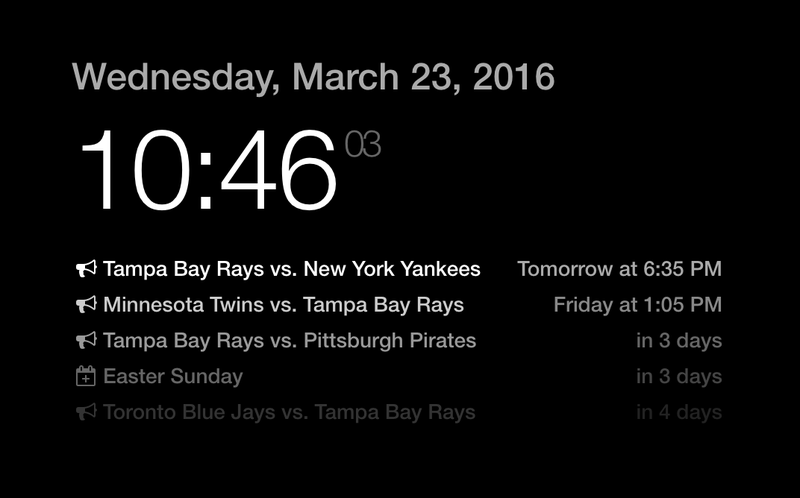 Wednesday, March 23, 2016
10:46 03
Tampa Bay Rays vs. New York Yankees Tomorrow at 6:35 PM
Minnesota Twins vs. Tampa Bay Rays Friday at 1:05 PM
Tampa Bay Rays vs. Pittsburgh Pirates in 3 days
Easter Sunday in 3 days
Toronto Blue Jays vs. Tampa Bay Rays in 4 days